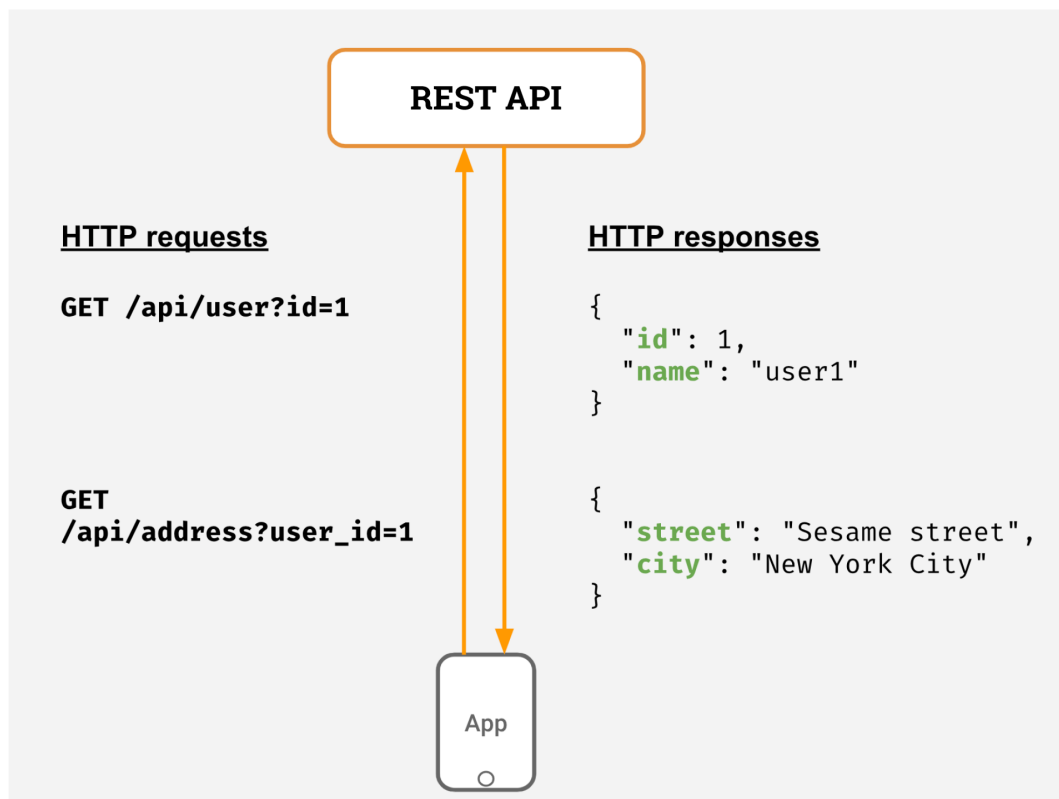 REST API
HTTP requests
GET /api/user?id=1
GET
/api/address?user_id=1
HTTP responses
{
  "id": 1,
  "name": "user1"
}
{
  "street": "Sesame street",
  "city": "New York City"
}
App